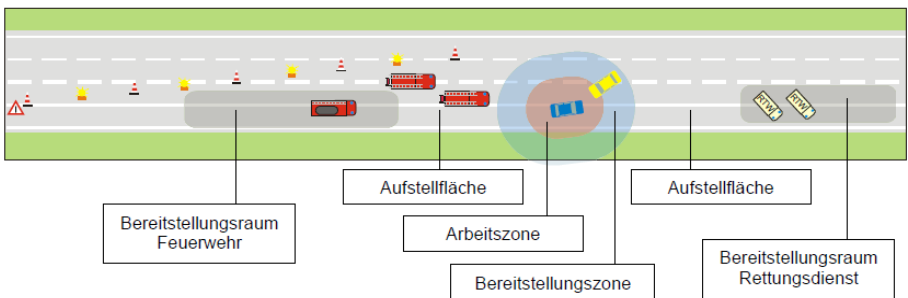 RTW
RTW
Aufstellfläche
Aufstellfläche
Bereitstellungsraum
Feuerwehr
Arbeitszone
Bereitstellungsraum
Rettungsdienst
Bereitstellungszone